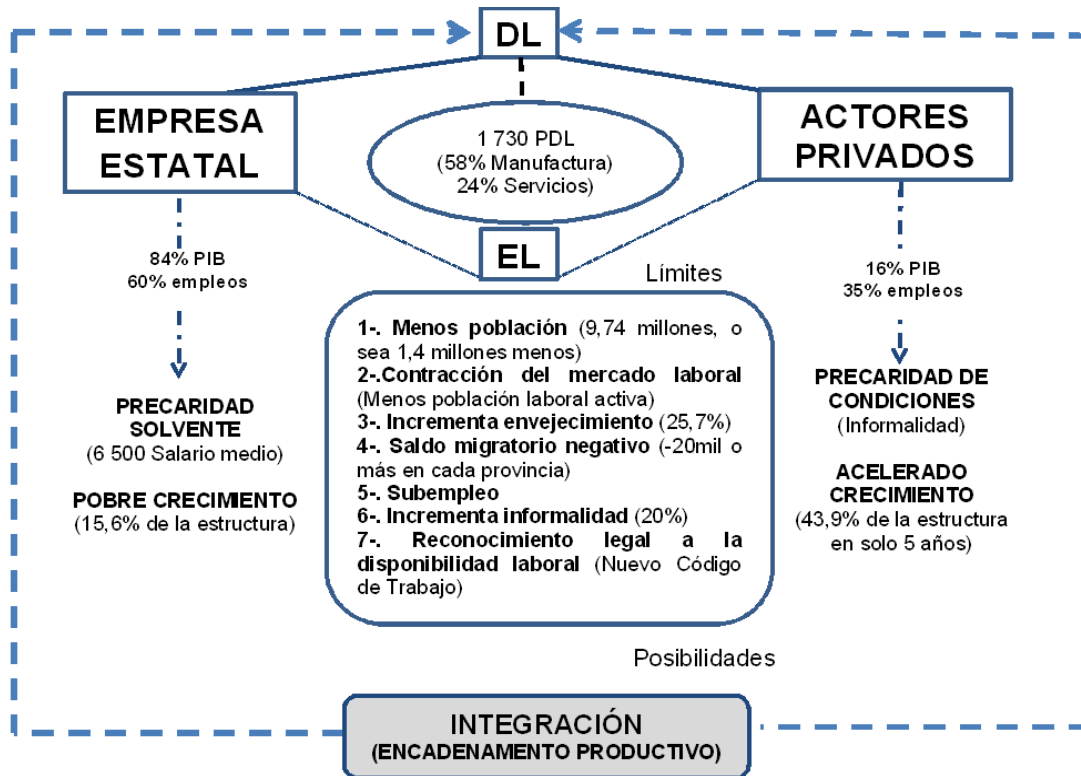 DL
EMPRESA
ESTATAL
1 730 PDL
(58% Manufactura)
24% Servicios)
ACTORES
PRIVADOS
84% PIB
60% empleos
EL
Límites
16% PIB
35% empleos
1-. Menos población (9,74 millones, o
sea 1,4 millones menos)
2-.Contracción del mercado laboral
(Menos población laboral activa)
3-. Incrementa envejecimiento (25,7%)
4-. Saldo migratorio negativo (-20mil o
más en cada provincia)
5-. Subempleo
6-. Incrementa informalidad (20%)
7-. Reconocimiento legal a la
disponibilidad laboral (Nuevo Código
de Trabajo)
PRECARIDAD
SOLVENTE
(6 500 Salario medio)
POBRE CRECIMIENTO
(15,6% de la estructura)
PRECARIDAD DE
CONDICIONES
(Informalidad)
ACELERADO
CRECIMIENTO
(43,9% de la estructura
en solo 5 años)
Posibilidades
INTEGRACIÓN
(ENCADENAMENTO PRODUCTIVO)